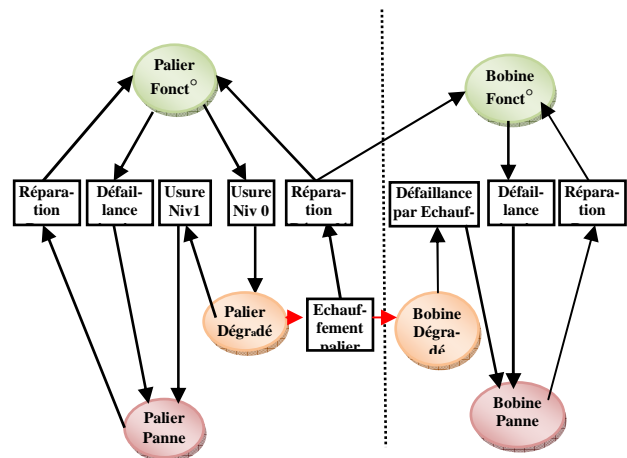 Palier
Fonct°
Bobine
Fonct°
Répara-
tion
Défail-
lance
Usure
Niv1
Usure
Niv 0
Répara-
tion
Défaillance
par Echauf-
Défail-
lance
Répara-
tion
Palier
Dégradé
Echauf-
fement
palier
Bobine
Dégra-
dé
Palier
Panne
Bobine
Panne